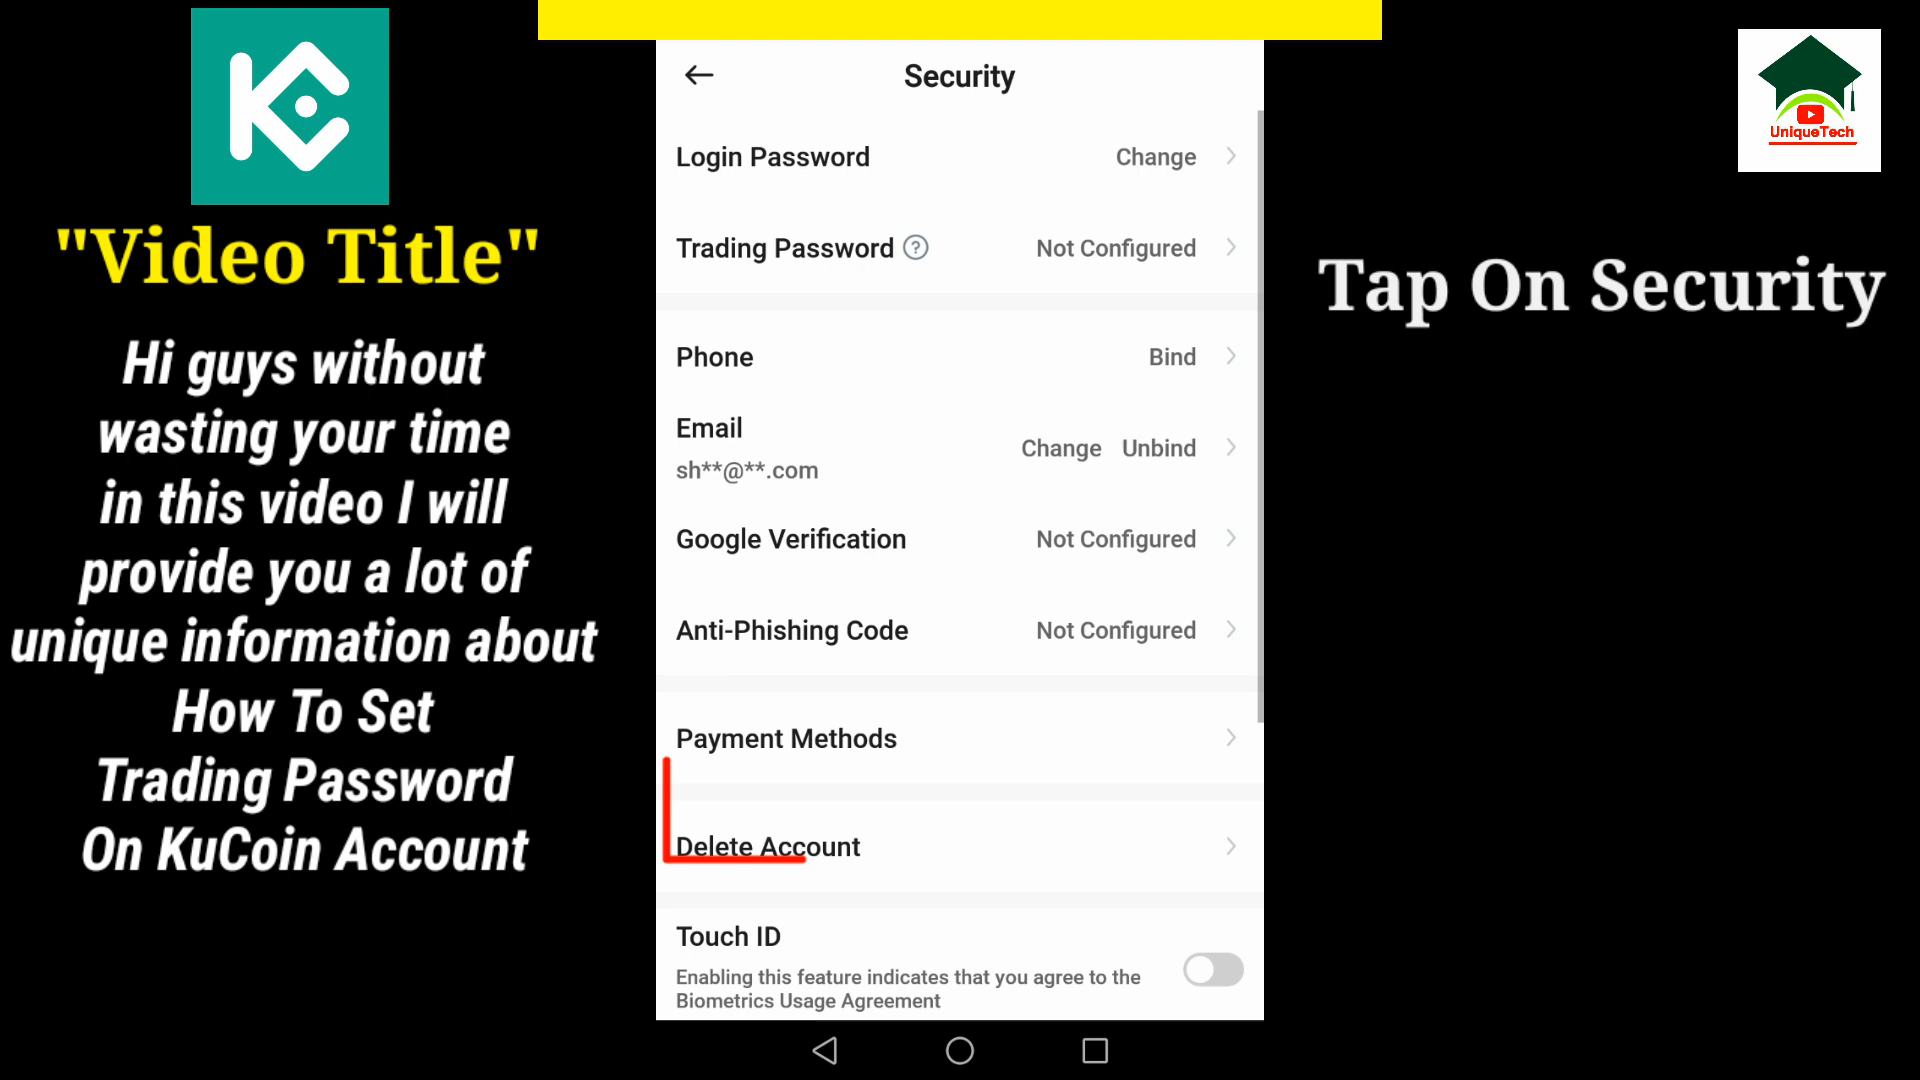 "Video Title"
Hi guys without
wasting your time
in this video I will
provide you a lot of
unique information about
How To Set
Trading Password
On KuCoin Account
Security
Login Password Change
Trading Password ? Not Configured
Phone Bind
Email
sh**@**.com
Change Unbind
Google Verification Not Configured
Anti-Phishing Code Not Configured
Payment Methods
Delete Account
Touch ID
Enabling this feature indicates that you agree to the
Biometrics Usage Agreement
UniqueTech
Tap On Security